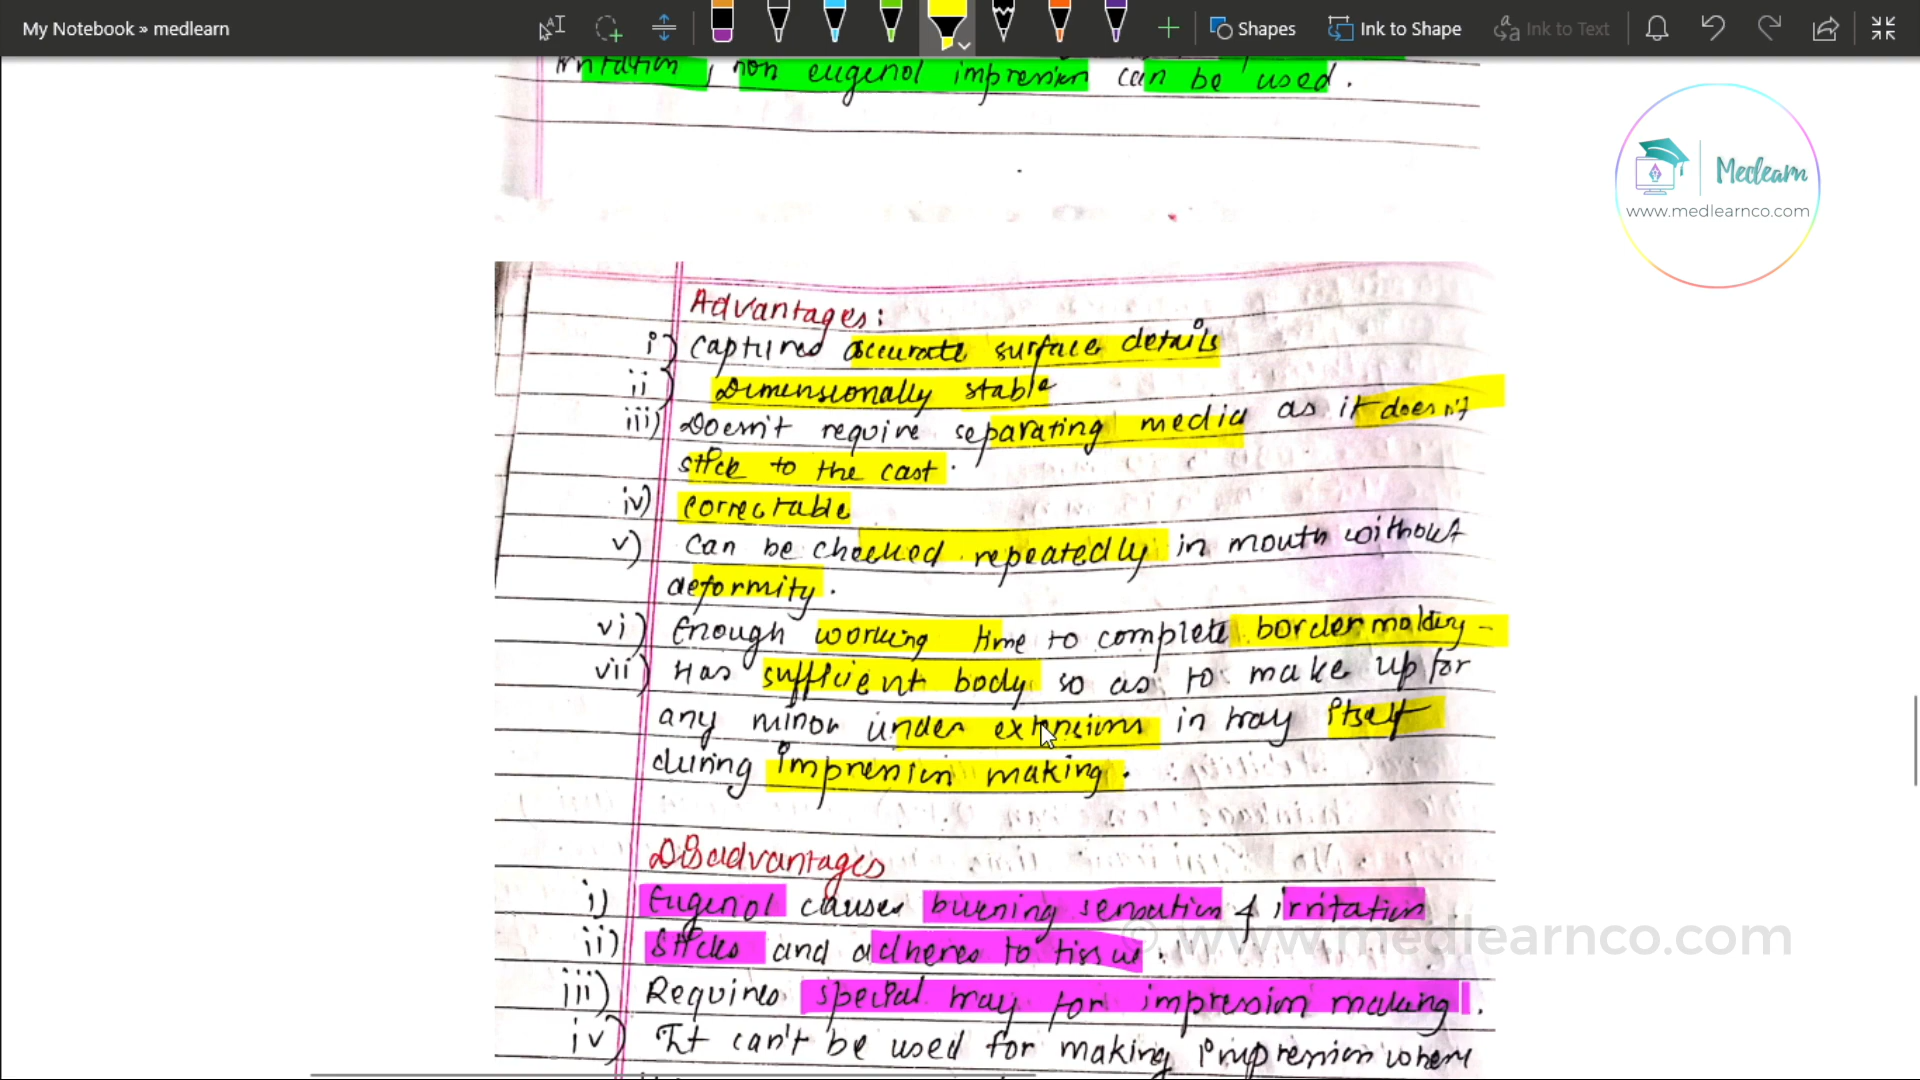 My Notebook » medlearn
Shapes
Ink to Shape
Ink to Text
irritation, non eugenol impression can be used.
Medlearn
www.medlearnco.com
Advantages:
i) Captured accurate surface details
ii) Dimensionally stable
iii) Doesn't require separating media as it doesn't
stick to the cast.
iv) Correctable
v) Can be checked repeatedly in mouth without
deformity.
vi) Enough working time to complete border molding-
vii) Has sufficient body so as to make up for
any minor under extensions in tray itself
during impression making.
Disadvantages
i) Eugenol causes burning sensation & irritation
ii) Sticks and adheres to tissue.
iii) Requires special tray for impression making.
iv) It can't be used for making impression where
© www.medlearnco.com